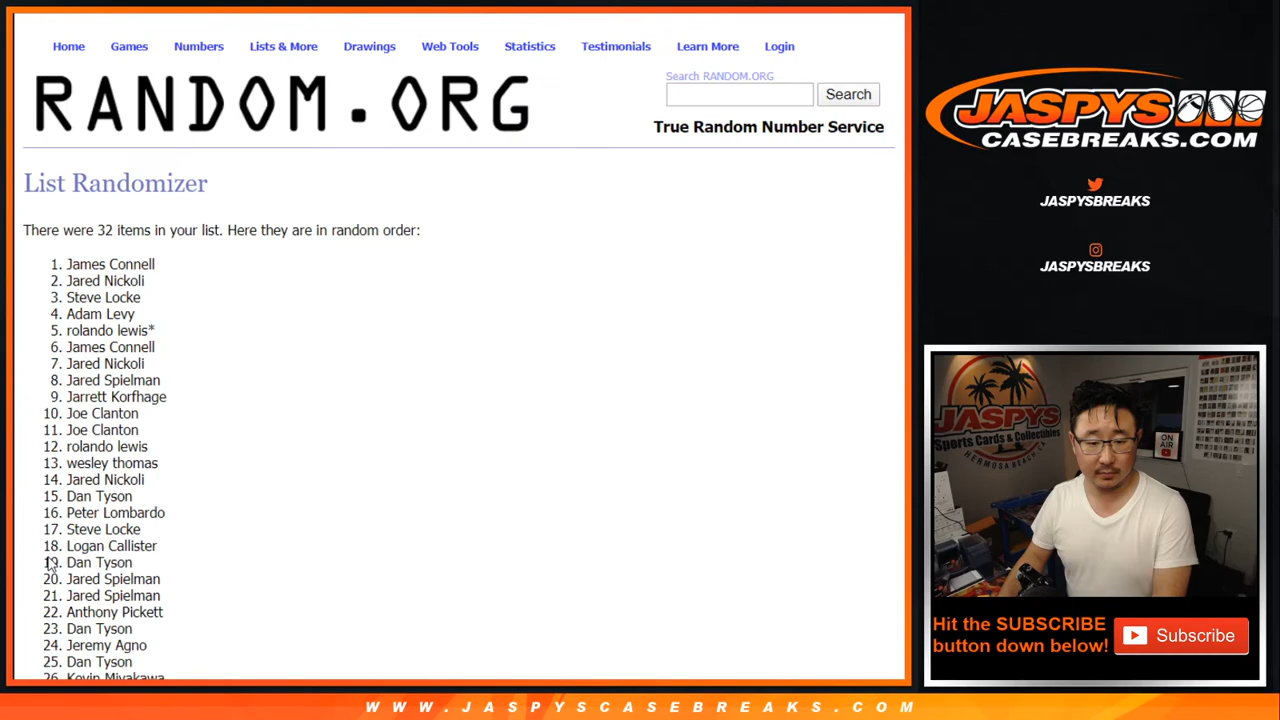 Home Games Numbers Lists & More Drawings Web Tools Statistics Testimonials Learn More Login
RANDOM.ORG
Search RANDOM.ORG
Search
True Random Number Service
List Randomizer
There were 32 items in your list. Here they are in random order:
1. James Connell
2. Jared Nickoli
3. Steve Locke
4. Adam Levy
5. rolando lewis*
6. James Connell
7. Jared Nickoli
8. Jared Spielman
9. Jarrett Korfhage
10. Joe Clanton
11. Joe Clanton
12. rolando lewis
13. wesley thomas
14. Jared Nickoli
15. Dan Tyson
16. Peter Lombardo
17. Steve Locke
18. Logan Callister
19. Dan Tyson
20. Jared Spielman
21. Jared Spielman
22. Anthony Pickett
23. Dan Tyson
24. Jeremy Agno
25. Dan Tyson
26. Kevin Miyakawa
JASPYS
CASEBREAKS.COM
JASPYSBREAKS
JASPYSBREAKS
JASPYS
Sports Cards & Collectibles
HERMOSA BEACH, CA
ON AIR
Hit the SUBSCRIBE
button down below!
Subscribe
WWW.JASPYSCASEBREAKS.COM